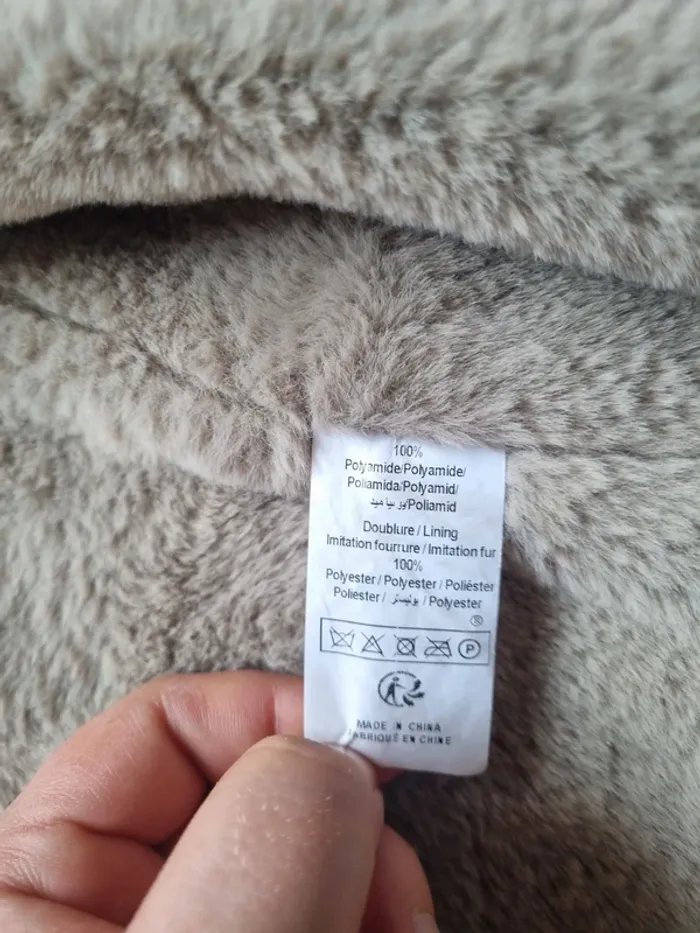 100%
Polyamide/Polyamide/
Poliamida/Polyamid/
/Poliamid
Doublure / Lining
Imitation fourrure / Imitation fur
100%
Polyester / Polyester / Poliéster
Poliester / بوليستر / Polyester
®
P
MADE IN CHINA
FABRIQUÉ EN CHINE